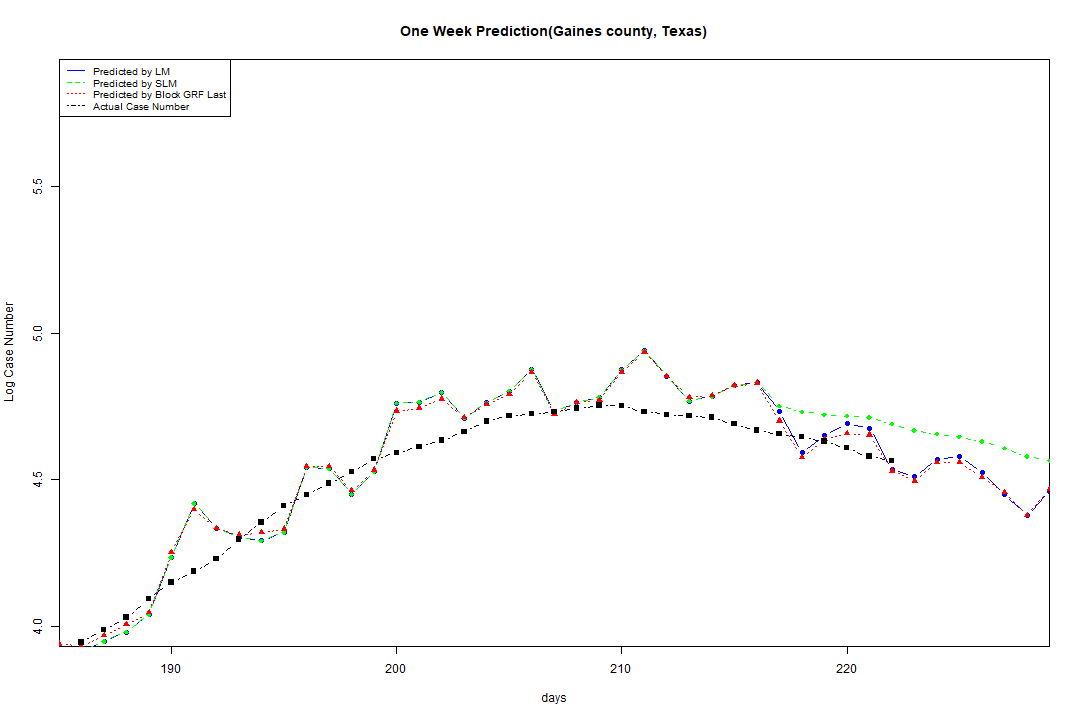 One Week Prediction(Gaines county, Texas)
Predicted by LM
Predicted by SLM
Predicted by Block GRF Last
Actual Case Number
5.5
5.0
4.5
4.0
Log Case Number
190 200 210 220
days